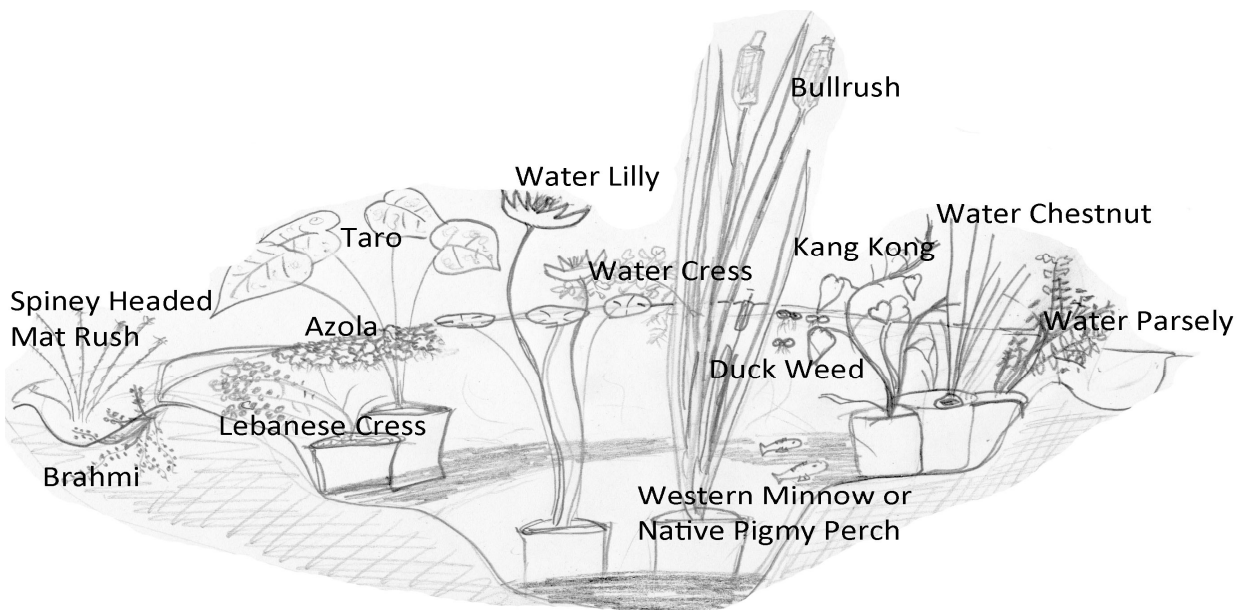 Bullrush
Water Lilly
Water Chestnut
Taro
Kang Kong
Water Cress
Spiney Headed
Mat Rush
Azola
Water Parsely
Duck Weed
Lebanese Cress
Brahmi
Western Minnow or
Native Pigmy Perch